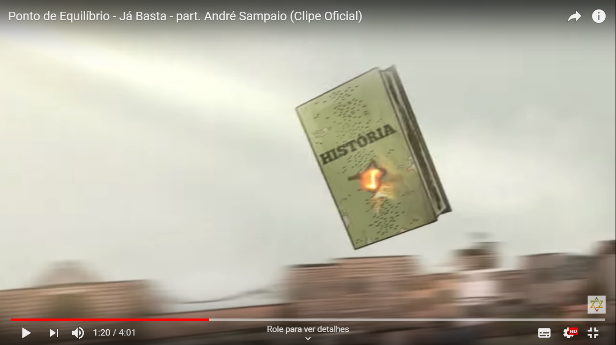 Ponto de Equilíbrio - Já Basta - part. André Sampaio (Clipe Oficial)
HISTÓRIA
1:20 / 4:01
Role para ver detalhes
HD